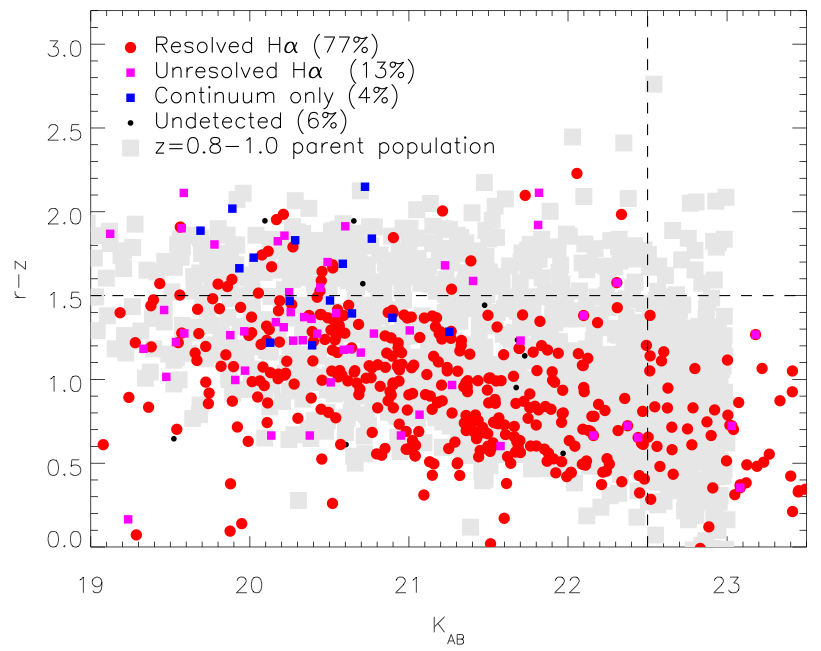 3.0
2.5
2.0
1.5
1.0
0.5
0.0
r−z
Resolved Hα (77%)
Unresolved Hα (13%)
Continuum only (4%)
Undetected (6%)
z=0.8−1.0 parent population
19 20 21 22 23
K_AB